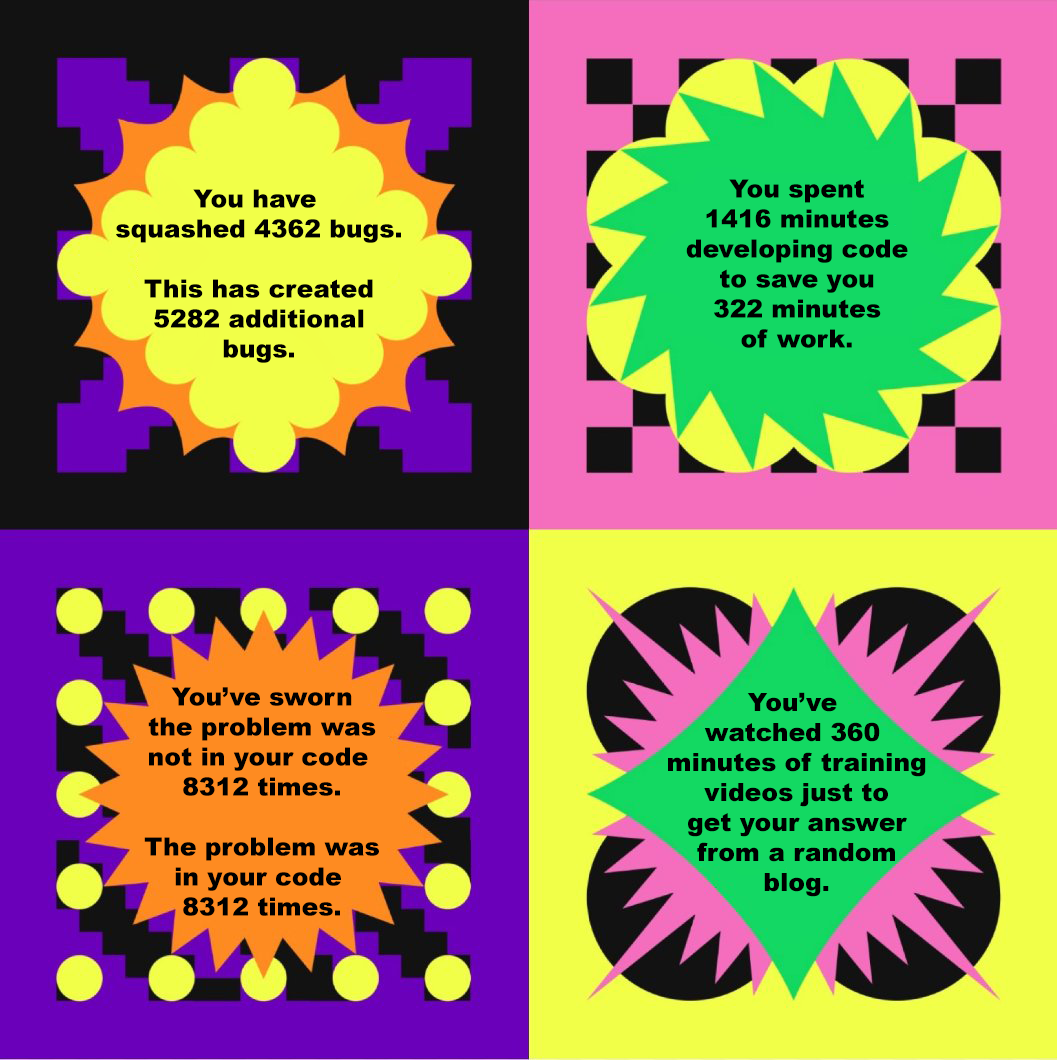 You have
squashed 4362 bugs.
This has created
5282 additional
bugs.
You spent
1416 minutes
developing code
to save you
322 minutes
of work.
You’ve sworn
the problem was
not in your code
8312 times.
The problem was
in your code
8312 times.
You’ve
watched 360
minutes of training
videos just to
get your answer
from a random
blog.